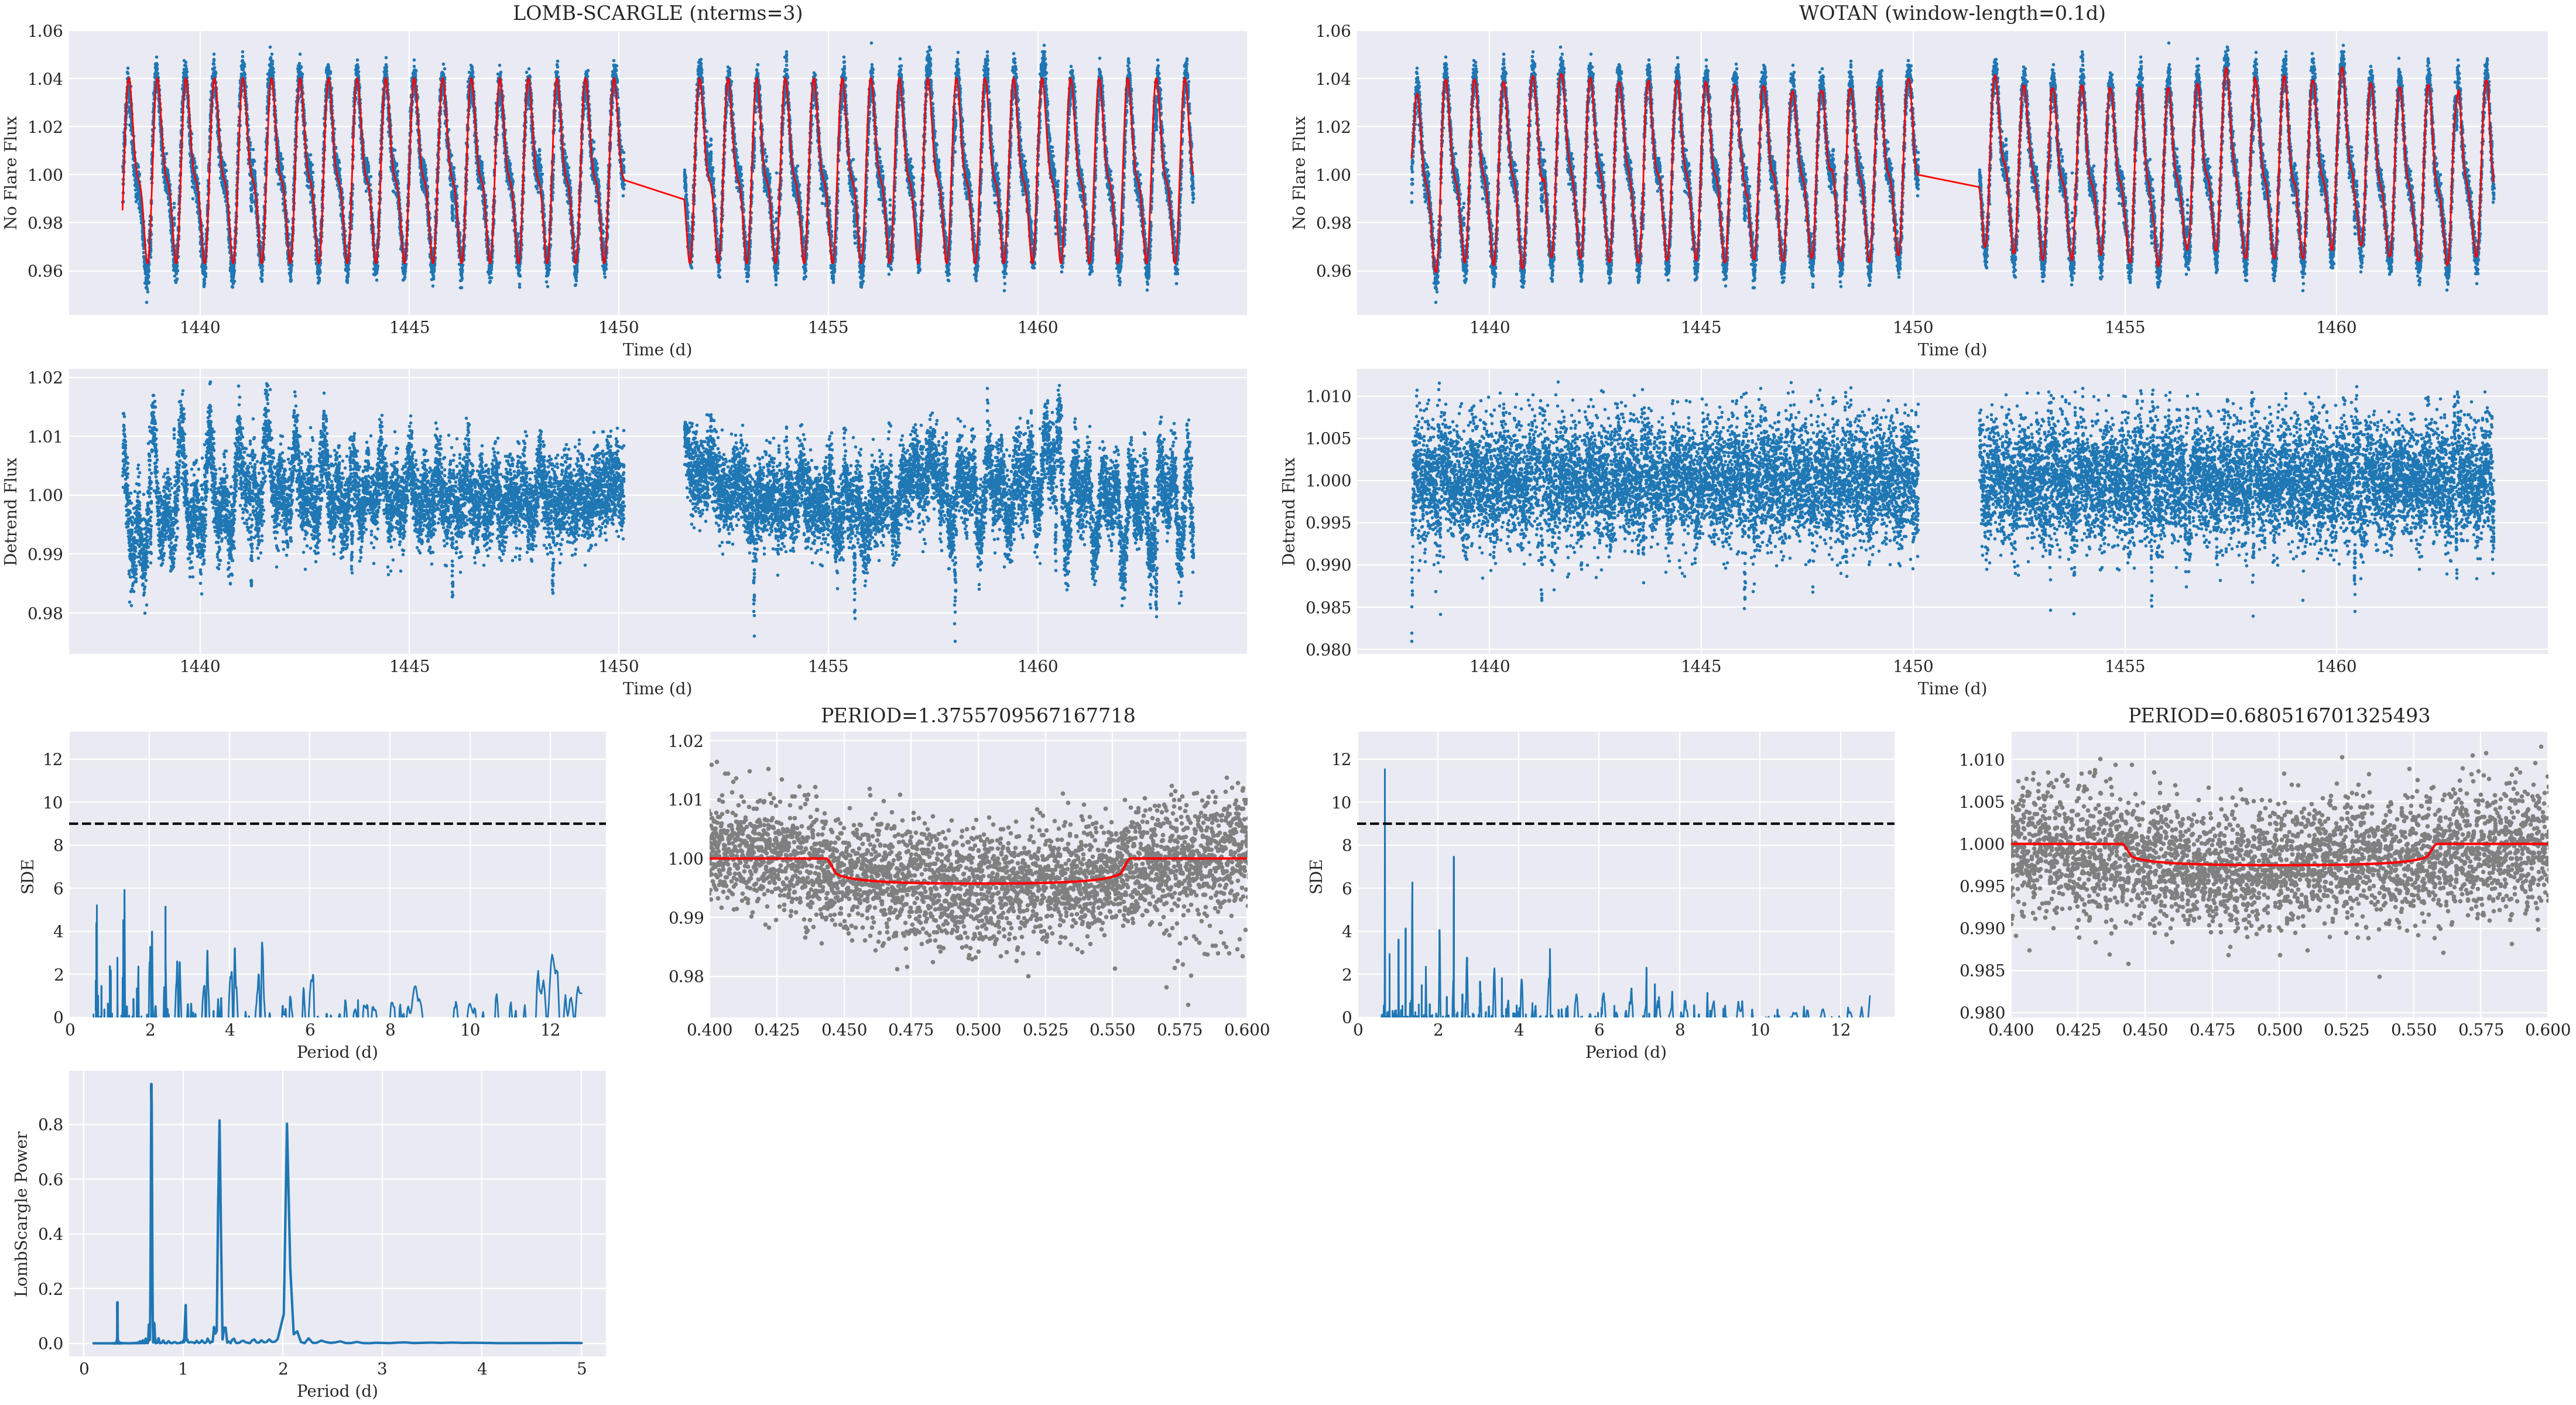 LOMB-SCARGLE (nterms=3)
No Flare Flux
1.06
1.04
1.02
1.00
0.98
0.96
1440 1445 1450 1455 1460
Time (d)
WOTAN (window-length=0.1d)
No Flare Flux
1.06
1.04
1.02
1.00
0.98
0.96
1440 1445 1450 1455 1460
Time (d)
Detrend Flux
1.02
1.01
1.00
0.99
0.98
1440 1445 1450 1455 1460
Time (d)
Detrend Flux
1.010
1.005
1.000
0.995
0.990
0.985
0.980
1440 1445 1450 1455 1460
Time (d)
SDE
12
10
8
6
4
2
0
0 2 4 6 8 10 12
Period (d)
PERIOD=1.3755709567167718
1.02
1.01
1.00
0.99
0.98
0.400 0.425 0.450 0.475 0.500 0.525 0.550 0.575 0.600
SDE
12
10
8
6
4
2
0
0 2 4 6 8 10 12
Period (d)
PERIOD=0.680516701325493
1.010
1.005
1.000
0.995
0.990
0.985
0.980
0.400 0.425 0.450 0.475 0.500 0.525 0.550 0.575 0.600
LombScargle Power
0.8
0.6
0.4
0.2
0.0
0 1 2 3 4 5
Period (d)